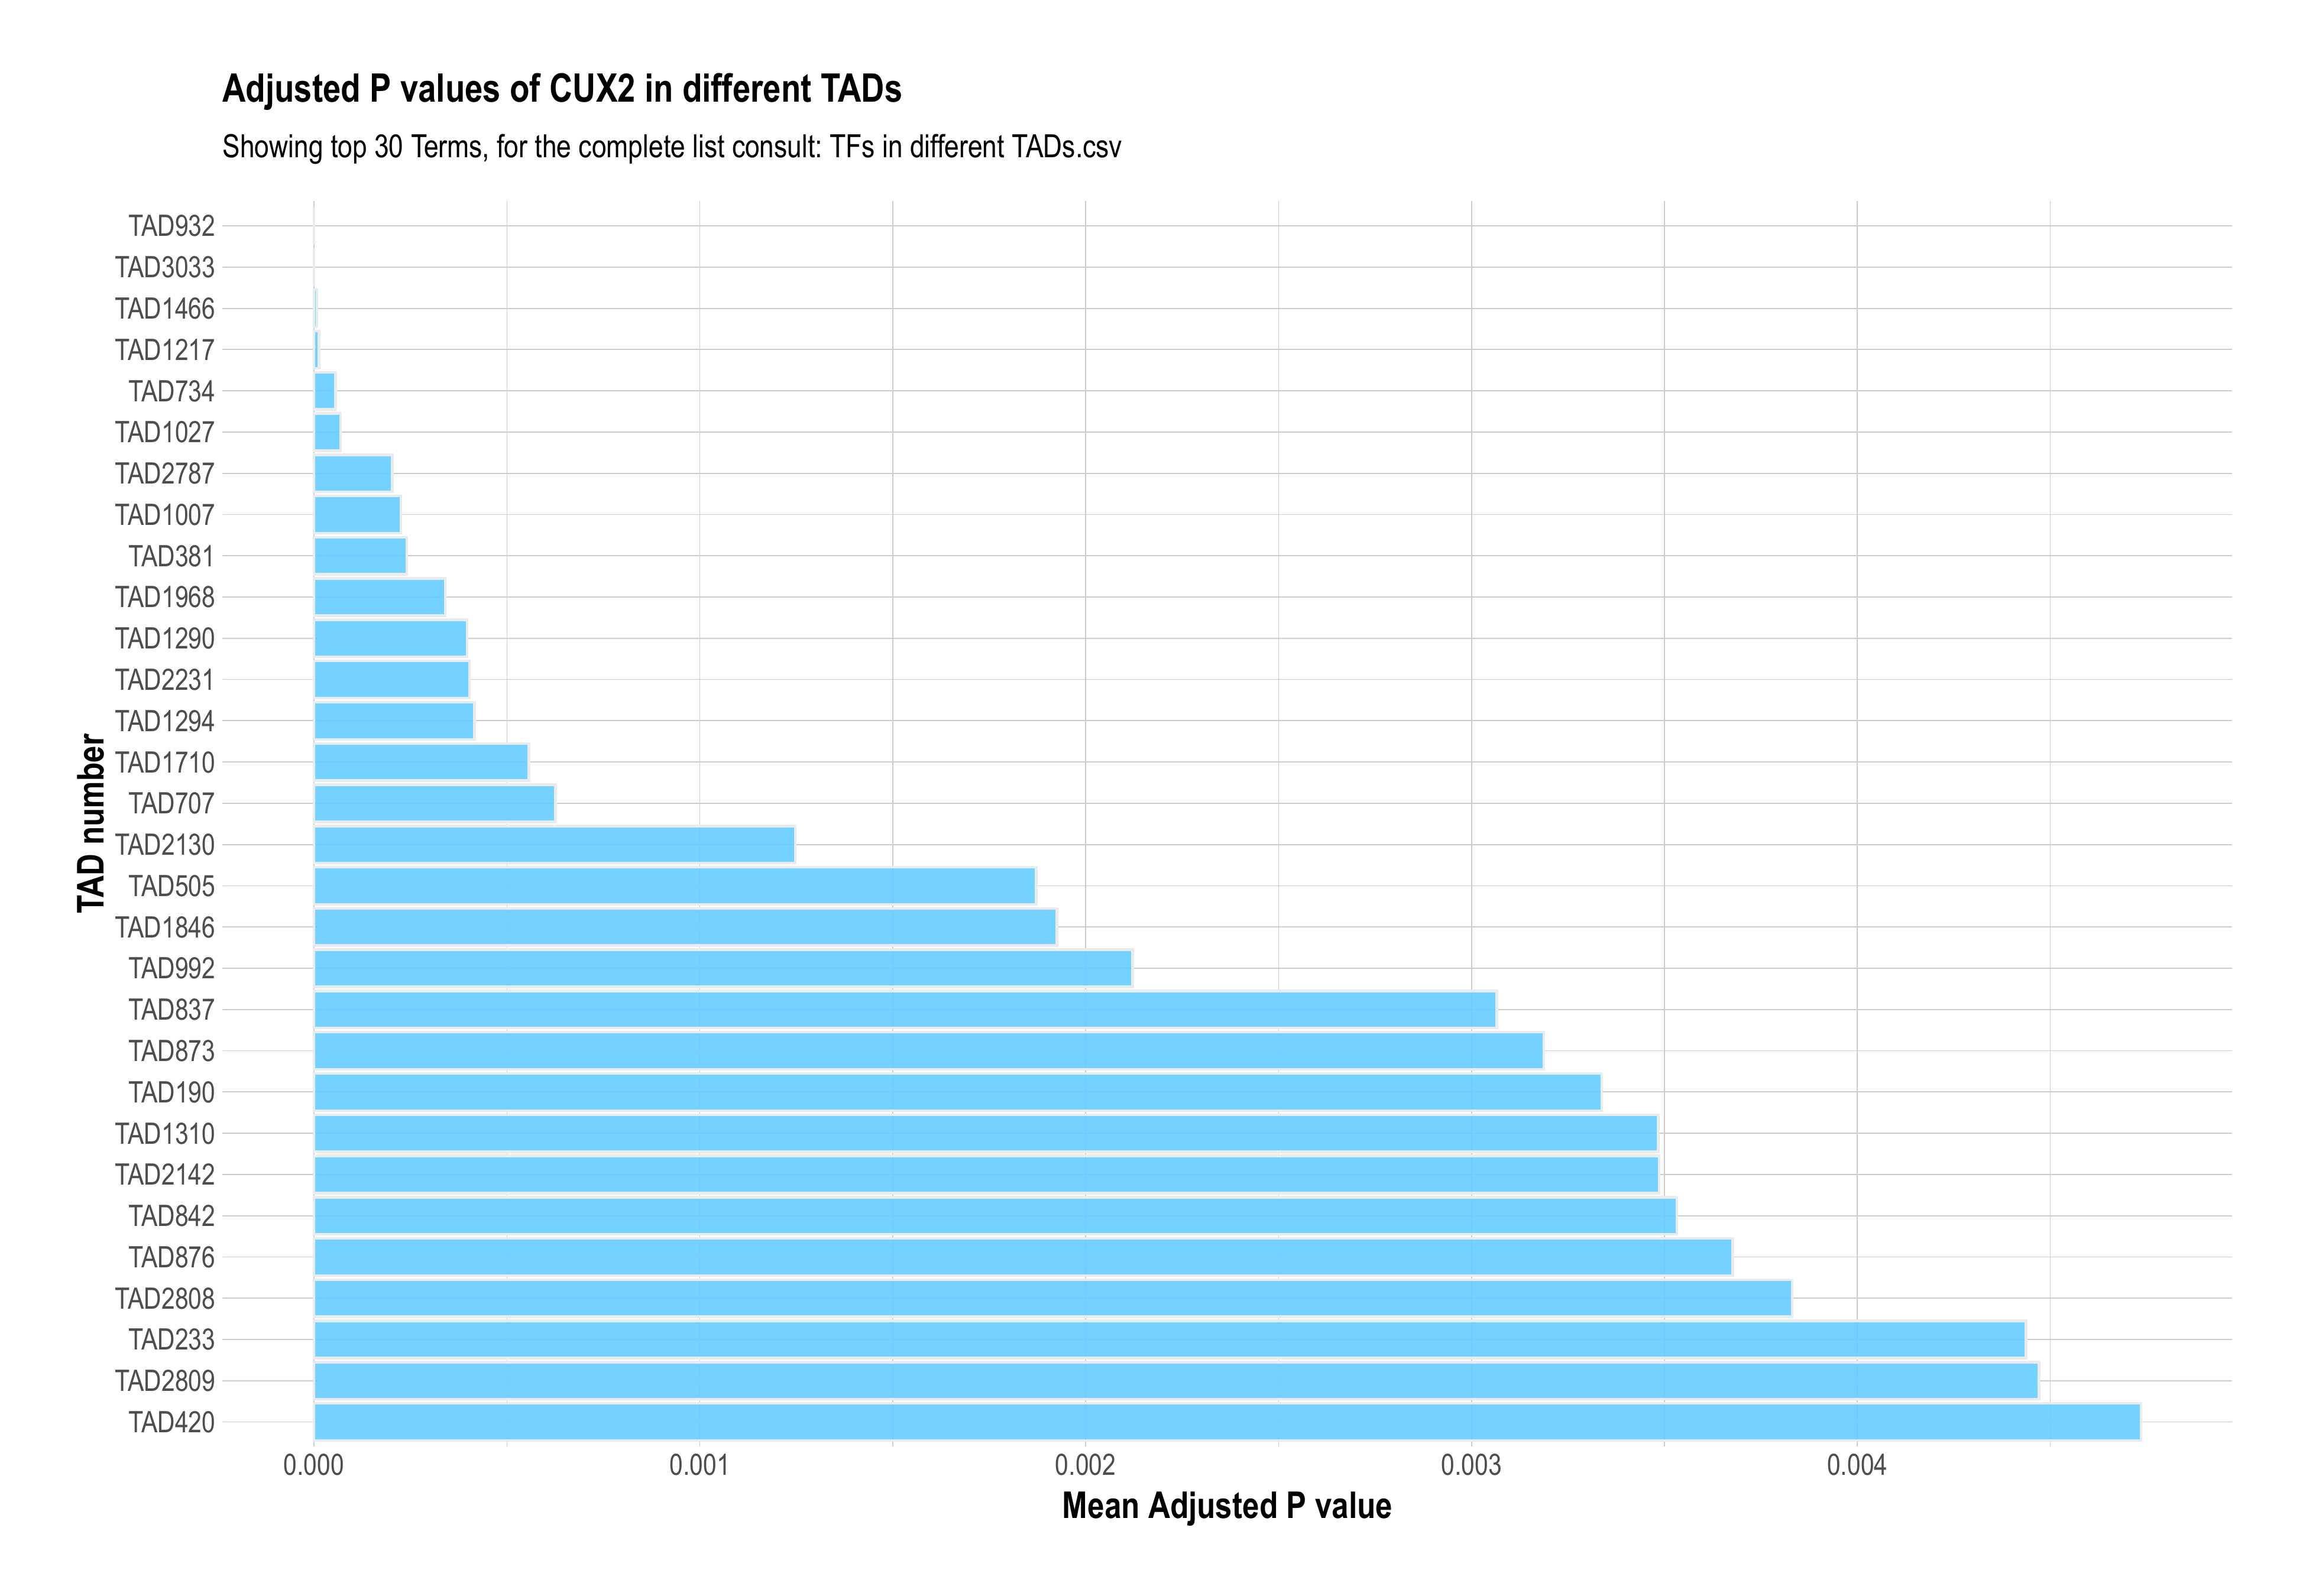 Adjusted P values of CUX2 in different TADs
Showing top 30 Terms, for the complete list consult: TFs in different TADs.csv
TAD number
TAD932
TAD3033
TAD1466
TAD1217
TAD734
TAD1027
TAD2787
TAD1007
TAD381
TAD1968
TAD1290
TAD2231
TAD1294
TAD1710
TAD707
TAD2130
TAD505
TAD1846
TAD992
TAD837
TAD873
TAD190
TAD1310
TAD2142
TAD842
TAD876
TAD2808
TAD233
TAD2809
TAD420
0.000 0.001 0.002 0.003 0.004
Mean Adjusted P value